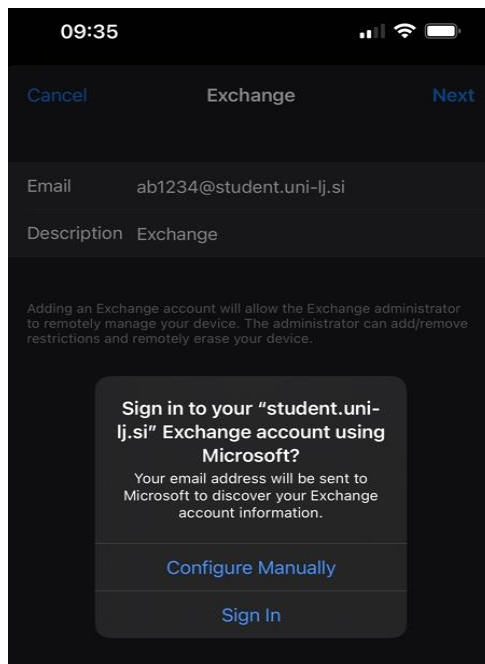 09:35
Cancel Exchange Next
Email ab1234@student.uni-lj.si
Description Exchange
Adding an Exchange account will allow the Exchange administrator
to remotely manage your device. The administrator can add/remove
restrictions and remotely erase your device.
Sign in to your “student.uni-
lj.si” Exchange account using
Microsoft?
Your email address will be sent to
Microsoft to discover your Exchange
account information.
Configure Manually
Sign In